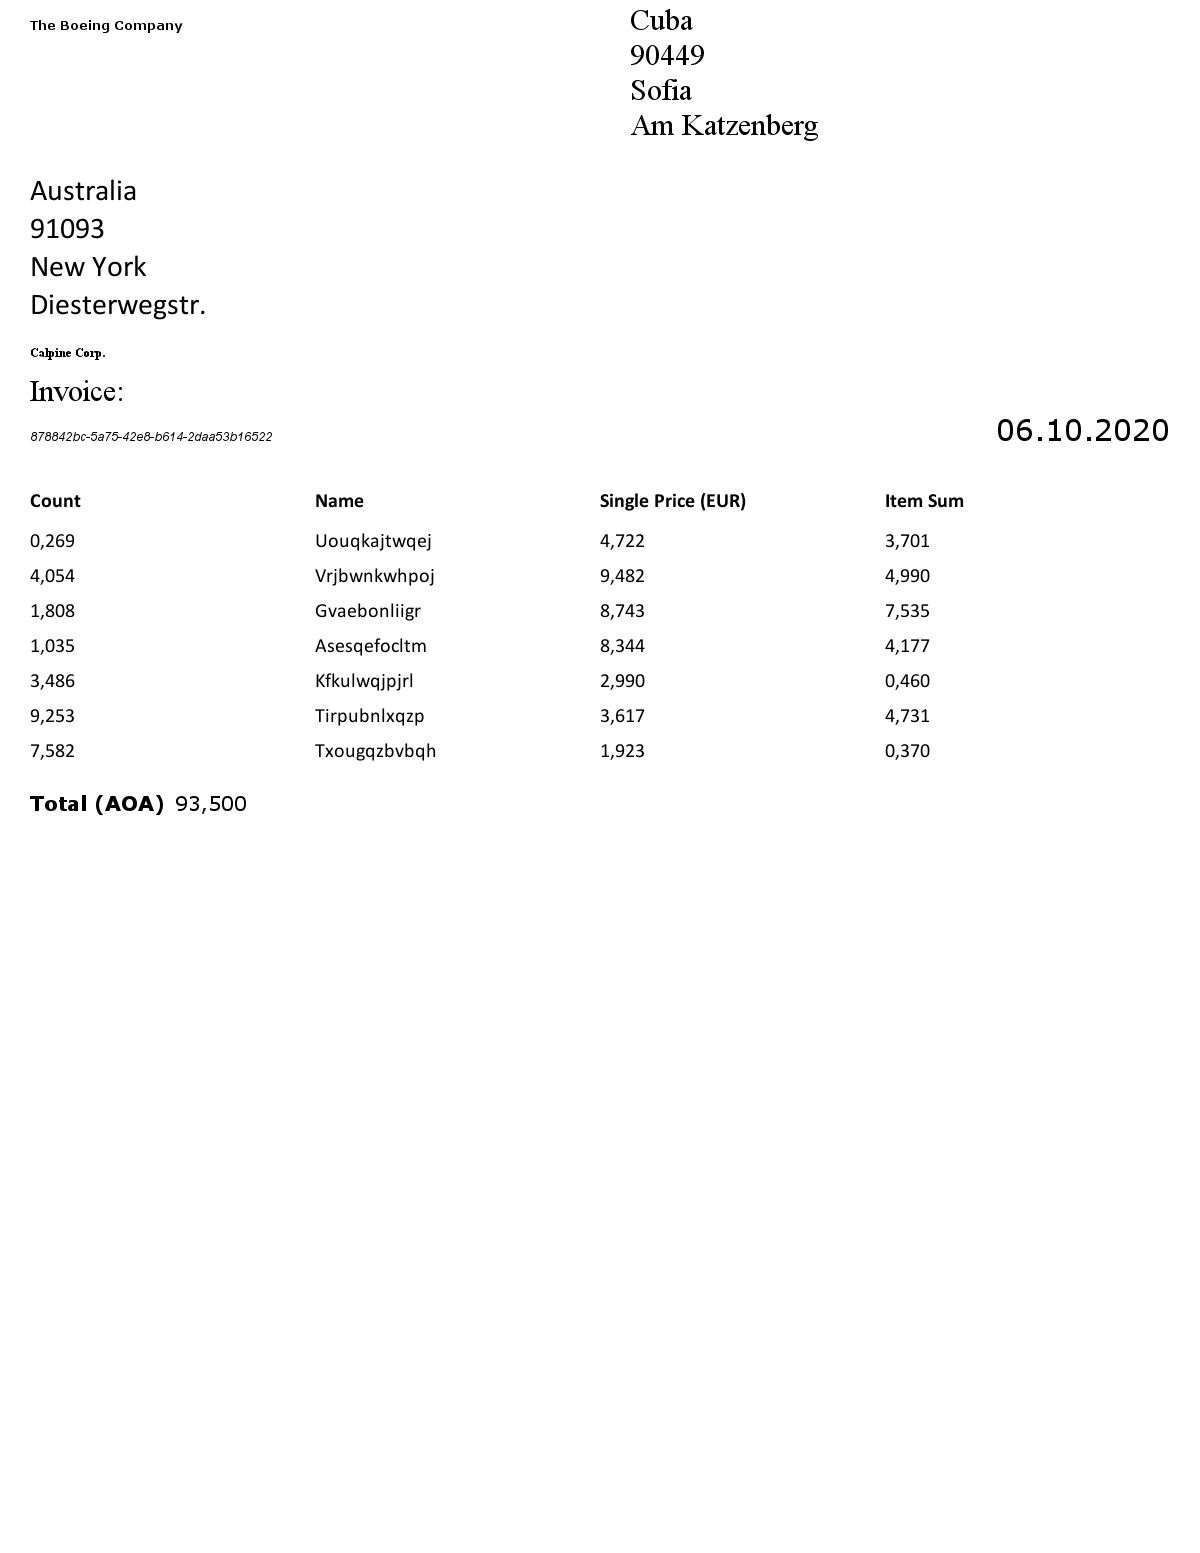 The Boeing Company
Cuba
90449
Sofia
Am Katzenberg
Australia
91093
New York
Diesterwegstr.
Calpine Corp.
Invoice:
878842bc-5a75-42e8-b614-2daa53b16522
06.10.2020
Count Name Single Price (EUR) Item Sum
0,269 Uouqkajtwqej 4,722 3,701
4,054 Vrjbwnkwhpoj 9,482 4,990
1,808 Gvaebonliigr 8,743 7,535
1,035 Asesqefocltm 8,344 4,177
3,486 Kfkulwqjpjrl 2,990 0,460
9,253 Tirpubnlxqzp 3,617 4,731
7,582 Txougqzbvbqh 1,923 0,370
Total (AOA) 93,500